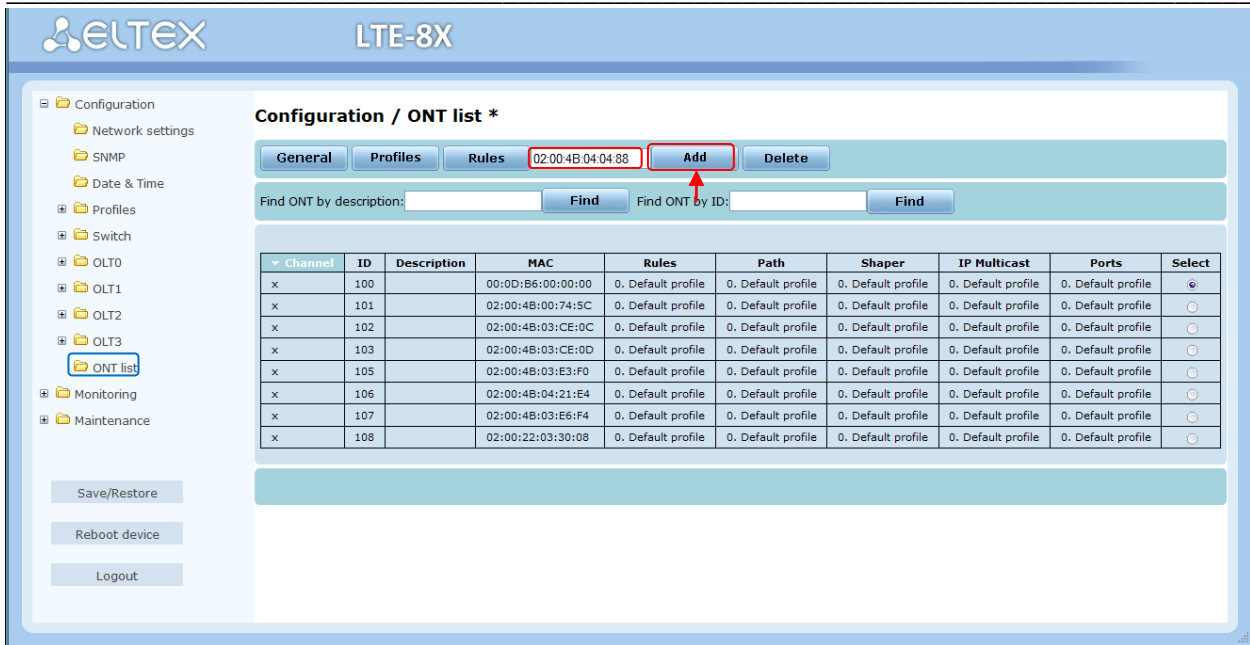 ELTEX LTE-8X
Configuration
Network settings
SNMP
Date & Time
Profiles
Switch
OLT0
OLT1
OLT2
OLT3
ONT list
Monitoring
Maintenance
Save/Restore
Reboot device
Logout
Configuration / ONT list *
General Profiles Rules 02:00:4B:04:04:88 Add Delete
Find ONT by description: Find Find ONT by ID: Find
Channel ID Description MAC Rules Path Shaper IP Multicast Ports Select
x 100 00:0D:B6:00:00:00 0. Default profile 0. Default profile 0. Default profile 0. Default profile 0. Default profile
x 101 02:00:4B:00:74:5C 0. Default profile 0. Default profile 0. Default profile 0. Default profile 0. Default profile
x 102 02:00:4B:03:CE:0C 0. Default profile 0. Default profile 0. Default profile 0. Default profile 0. Default profile
x 103 02:00:4B:03:CE:0D 0. Default profile 0. Default profile 0. Default profile 0. Default profile 0. Default profile
x 105 02:00:4B:03:E3:F0 0. Default profile 0. Default profile 0. Default profile 0. Default profile 0. Default profile
x 106 02:00:4B:04:21:E4 0. Default profile 0. Default profile 0. Default profile 0. Default profile 0. Default profile
x 107 02:00:4B:03:E6:F4 0. Default profile 0. Default profile 0. Default profile 0. Default profile 0. Default profile
x 108 02:00:22:03:30:08 0. Default profile 0. Default profile 0. Default profile 0. Default profile 0. Default profile